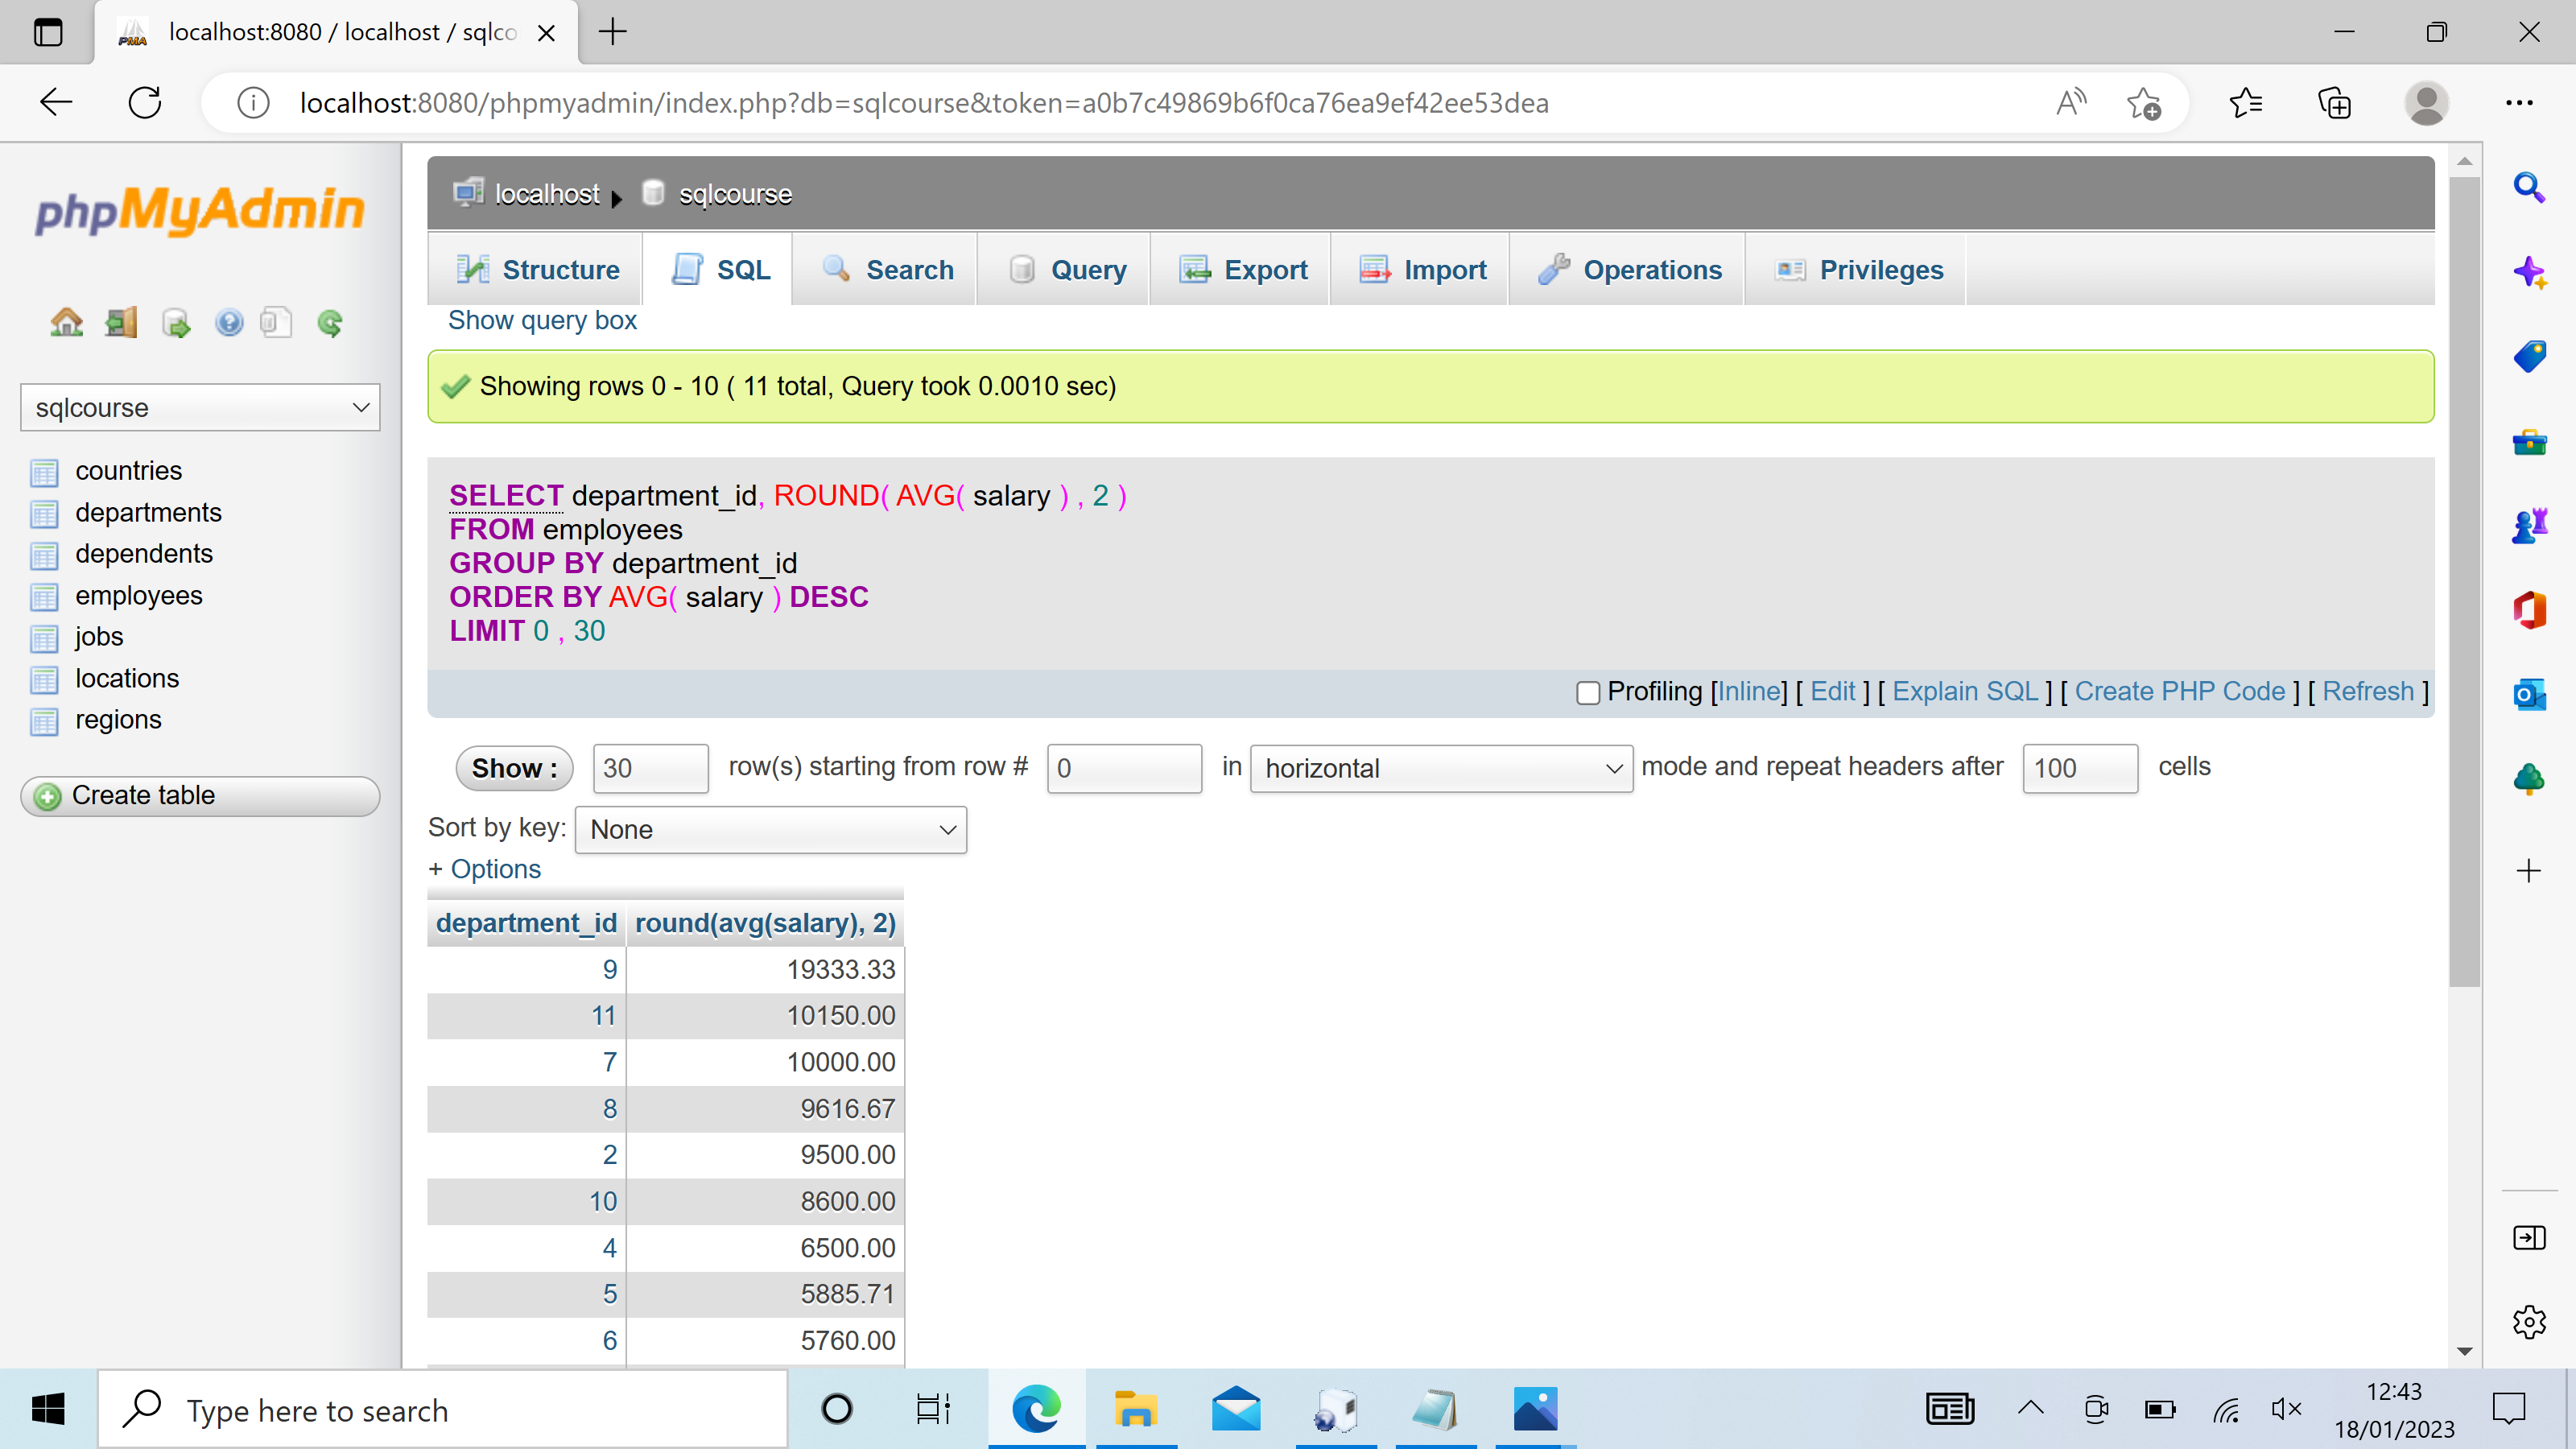 localhost:8080 / localhost / sqlco
localhost:8080/phpmyadmin/index.php?db=sqlcourse&token=a0b7c49869b6f0ca76ea9ef42ee53dea
phpMyAdmin
sqlcourse
countries
departments
dependents
employees
jobs
locations
regions
Create table
localhost sqlcourse
Structure SQL Search Query Export Import Operations Privileges
Show query box
Showing rows 0 - 10 ( 11 total, Query took 0.0010 sec)
SELECT department_id, ROUND( AVG( salary ) , 2 )
FROM employees
GROUP BY department_id
ORDER BY AVG( salary ) DESC
LIMIT 0 , 30
Profiling [Inline] [ Edit ] [ Explain SQL ] [ Create PHP Code ] [ Refresh ]
Show : 30 row(s) starting from row # 0 in horizontal mode and repeat headers after 100 cells
Sort by key: None
+ Options
department_id round(avg(salary), 2)
9 19333.33
11 10150.00
7 10000.00
8 9616.67
2 9500.00
10 8600.00
4 6500.00
5 5885.71
6 5760.00
Type here to search
12:43
18/01/2023